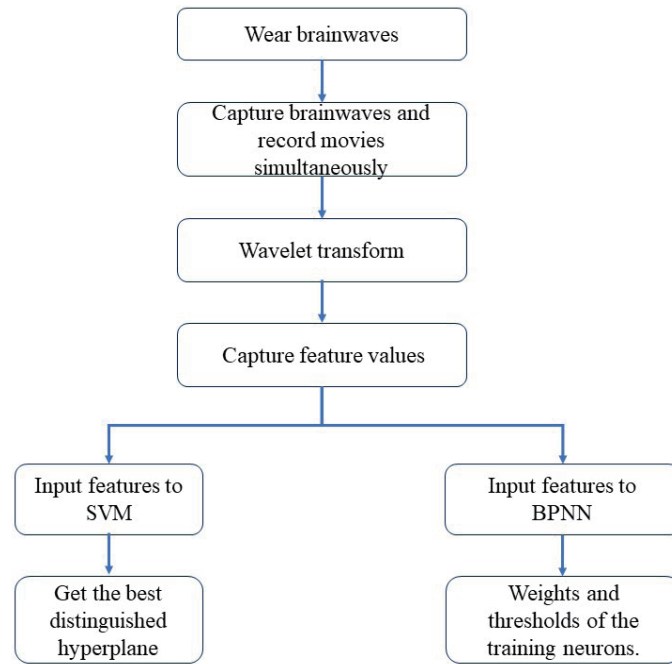 Wear brainwaves
Capture brainwaves and
record movies
simultaneously
Wavelet transform
Capture feature values
Input features to
SVM
Input features to
BPNN
Get the best
distinguished
hyperplane
Weights and
thresholds of the
training neurons.